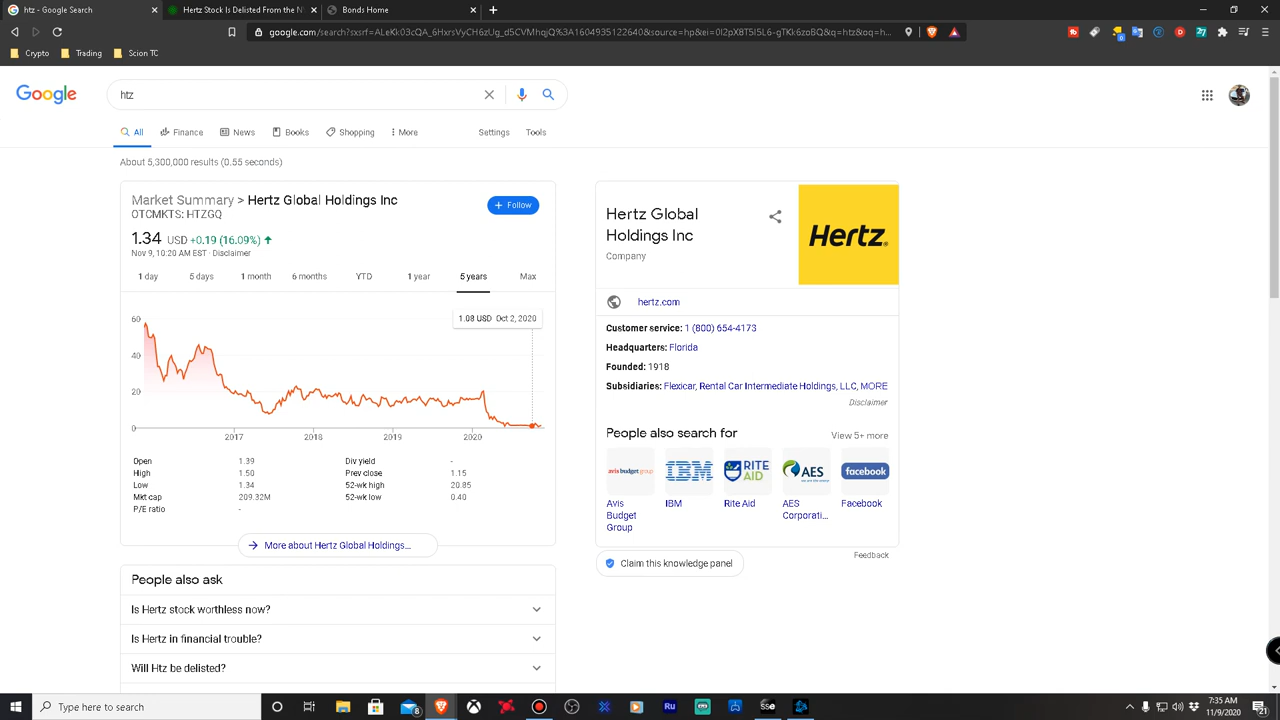 htz - Google Search
Hertz Stock Is Delisted From the N
Bonds Home
google.com/search?sxsrf=ALeKk03cQA_6HxrsVyCH6zUg_d5CVMhqjQ%3A1604935122640&source=hp&ei=0I2pX8T5I5L6-gTKk6zoBQ&q=htz&oq=h...
Crypto
Trading
Scion TC
Google
htz
All
Finance
News
Books
Shopping
More
Settings
Tools
About 5,300,000 results (0.55 seconds)
Market Summary > Hertz Global Holdings Inc
OTCMKTS: HTZGQ
+ Follow
1.34 USD +0.19 (16.09%)
Nov 9, 10:20 AM EST · Disclaimer
1 day
5 days
1 month
6 months
YTD
1 year
5 years
Max
1.08 USD Oct 2, 2020
60
40
20
0
2017
2018
2019
2020
Open 1.39
High 1.50
Low 1.34
Mkt cap 209.32M
P/E ratio -
Div yield -
Prev close 1.15
52-wk high 20.85
52-wk low 0.40
More about Hertz Global Holdings...
People also ask
Is Hertz stock worthless now?
Is Hertz in financial trouble?
Will Htz be delisted?
Hertz Global
Holdings Inc
Company
Hertz
hertz.com
Customer service: 1 (800) 654-4173
Headquarters: Florida
Founded: 1918
Subsidiaries: Flexicar, Rental Car Intermediate Holdings, LLC, MORE
Disclaimer
People also search for
View 5+ more
avis budget group
IBM
RITE AID
AES
facebook
Avis
Budget
Group
IBM
Rite Aid
AES
Corporati...
Facebook
Feedback
Claim this knowledge panel
Type here to search
8
Ru
sse
7:35 AM
11/9/2020
21